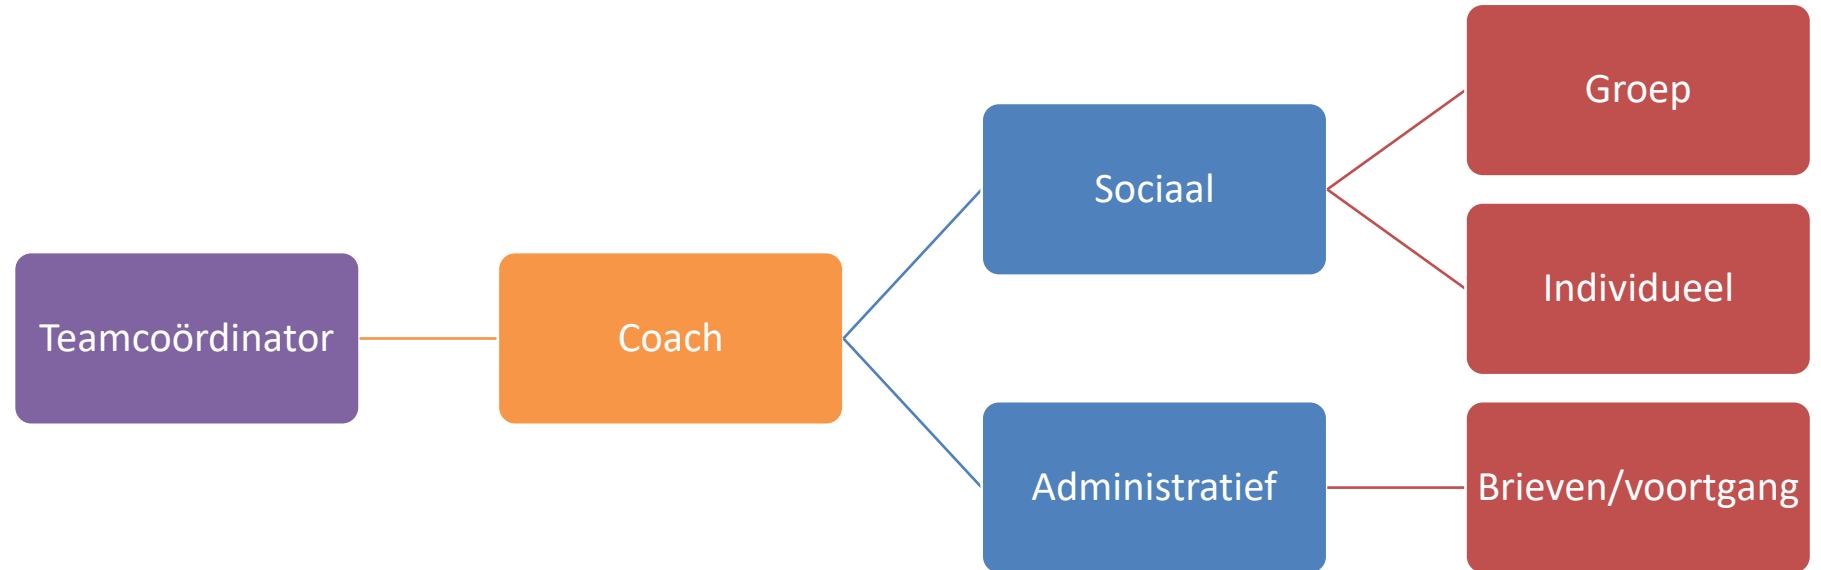 Teamcoördinator
Coach
Sociaal
Groep
Individueel
Administratief
Brieven/voortgang